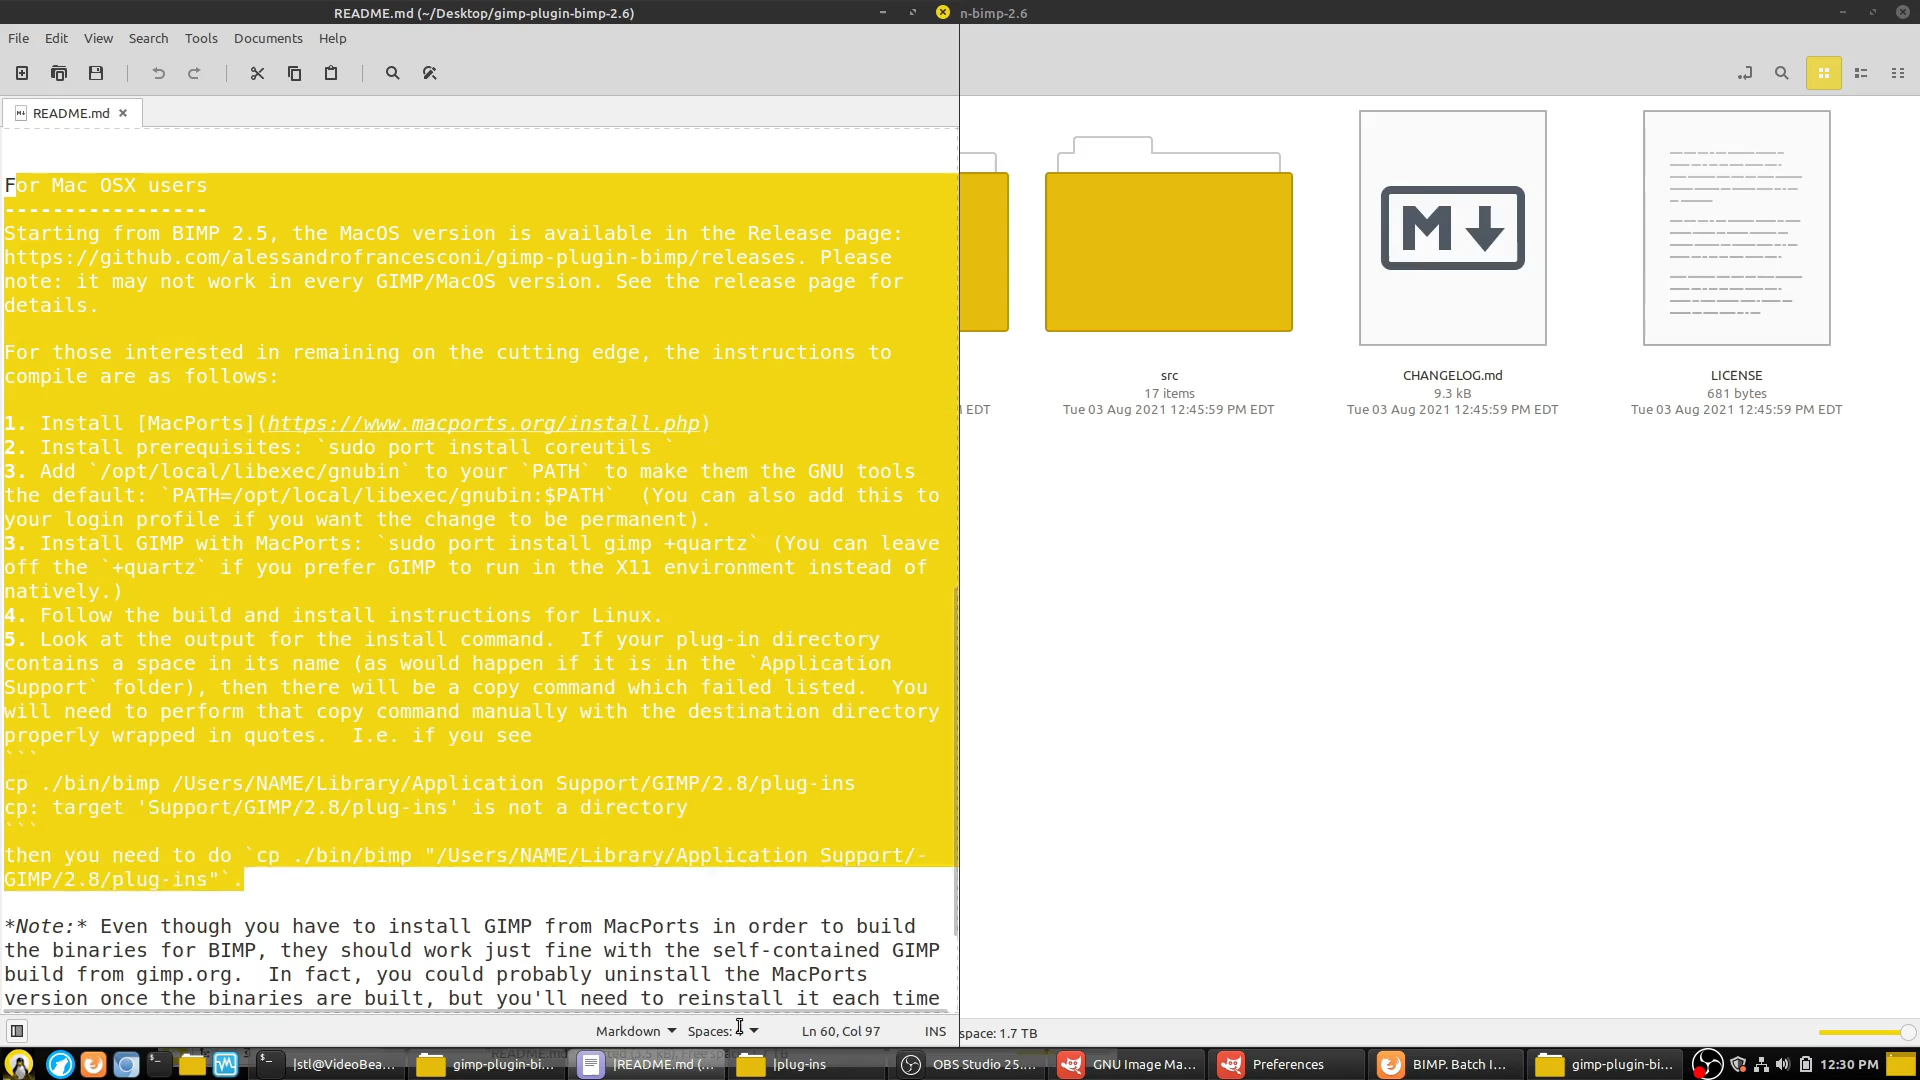 README.md (~/Desktop/gimp-plugin-bimp-2.6)
n-bimp-2.6
File Edit View Search Tools Documents Help
README.md
For Mac OSX users
-----------------
Starting from BIMP 2.5, the MacOS version is available in the Release page:
https://github.com/alessandrofrancesconi/gimp-plugin-bimp/releases. Please
note: it may not work in every GIMP/MacOS version. See the release page for
details.
For those interested in remaining on the cutting edge, the instructions to
compile are as follows:
1. Install [MacPorts](https://www.macports.org/install.php)
2. Install prerequisites: `sudo port install coreutils `
3. Add `/opt/local/libexec/gnubin` to your `PATH` to make them the GNU tools
the default: `PATH=/opt/local/libexec/gnubin:$PATH`  (You can also add this to
your login profile if you want the change to be permanent).
3. Install GIMP with MacPorts: `sudo port install gimp +quartz` (You can leave
off the `+quartz` if you prefer GIMP to run in the X11 environment instead of
natively.)
4. Follow the build and install instructions for Linux.
5. Look at the output for the install command.  If your plug-in directory
contains a space in its name (as would happen if it is in the `Application
Support` folder), then there will be a copy command which failed listed.  You
will need to perform that copy command manually with the destination directory
properly wrapped in quotes.  I.e. if you see
```
cp ./bin/bimp /Users/NAME/Library/Application Support/GIMP/2.8/plug-ins
cp: target 'Support/GIMP/2.8/plug-ins' is not a directory
```
then you need to do `cp ./bin/bimp "/Users/NAME/Library/Application Support/-
GIMP/2.8/plug-ins"`.
*Note:* Even though you have to install GIMP from MacPorts in order to build
the binaries for BIMP, they should work just fine with the self-contained GIMP
build from gimp.org.  In fact, you could probably uninstall the MacPorts
version once the binaries are built, but you'll need to reinstall it each time
M EDT
src
17 items
Tue 03 Aug 2021 12:45:59 PM EDT
CHANGELOG.md
9.3 kB
Tue 03 Aug 2021 12:45:59 PM EDT
LICENSE
681 bytes
Tue 03 Aug 2021 12:45:59 PM EDT
Markdown Spaces: Ln 60, Col 97 INS
space: 1.7 TB
|stl@VideoBea... gimp-plugin-bi... |README.md (... |plug-ins OBS Studio 25.... GNU Image Ma... Preferences BIMP. Batch I... gimp-plugin-bi... 12:30 PM